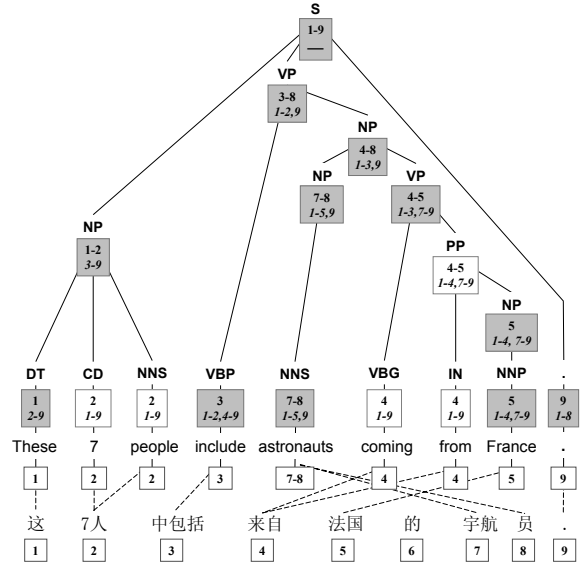 S
1-9
—
VP
3-8
1-2,9
NP
4-8
1-3,9
NP VP
7-8 4-5
1-5,9 1-3,7-9
NP PP
1-2 4-5
3-9 1-4,7-9
NP
5
1-4, 7-9
DT CD NNS VBP NNS VBG IN NNP .
1 2 2 3 7-8 4 4 5 9
2-9 1-9 1-9 1-2,4-9 1-5,9 1-9 1-9 1-4,7-9 1-8
These 7 people include astronauts coming from France .
1 2 2 3 7-8 4 4 5 9
这 7人 中包括 来自 法国 的 宇航 员 .
1 2 3 4 5 6 7 8 9